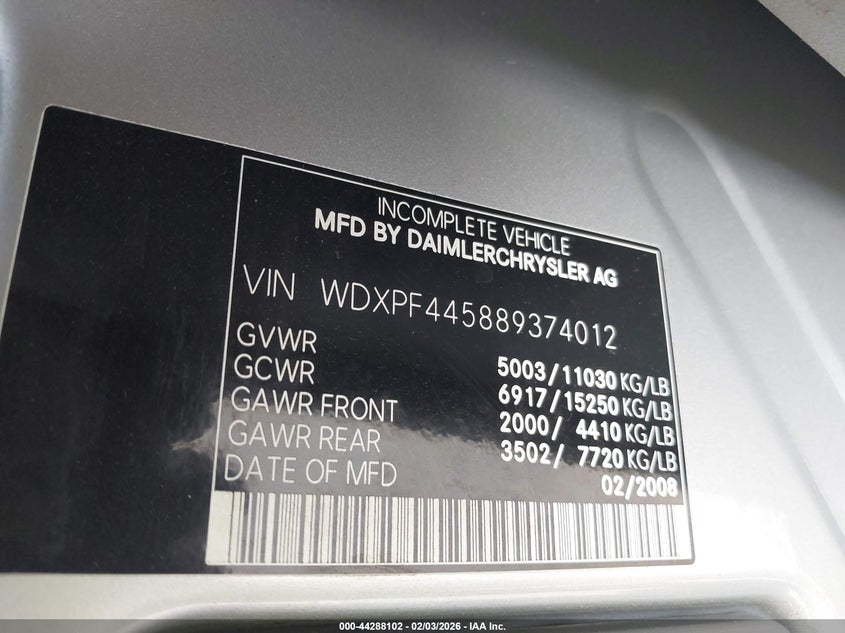 INCOMPLETE VEHICLE
MFD BY DAIMLERCHRYSLER AG
VIN WDXPF445889374012
GVWR 5003/11030 KG/LB
GCWR 6917/15250 KG/LB
GAWR FRONT 2000/ 4410 KG/LB
GAWR REAR 3502/ 7720 KG/LB
DATE OF MFD 02/2008
000-44288102 - 02/03/2026 - IAA Inc.